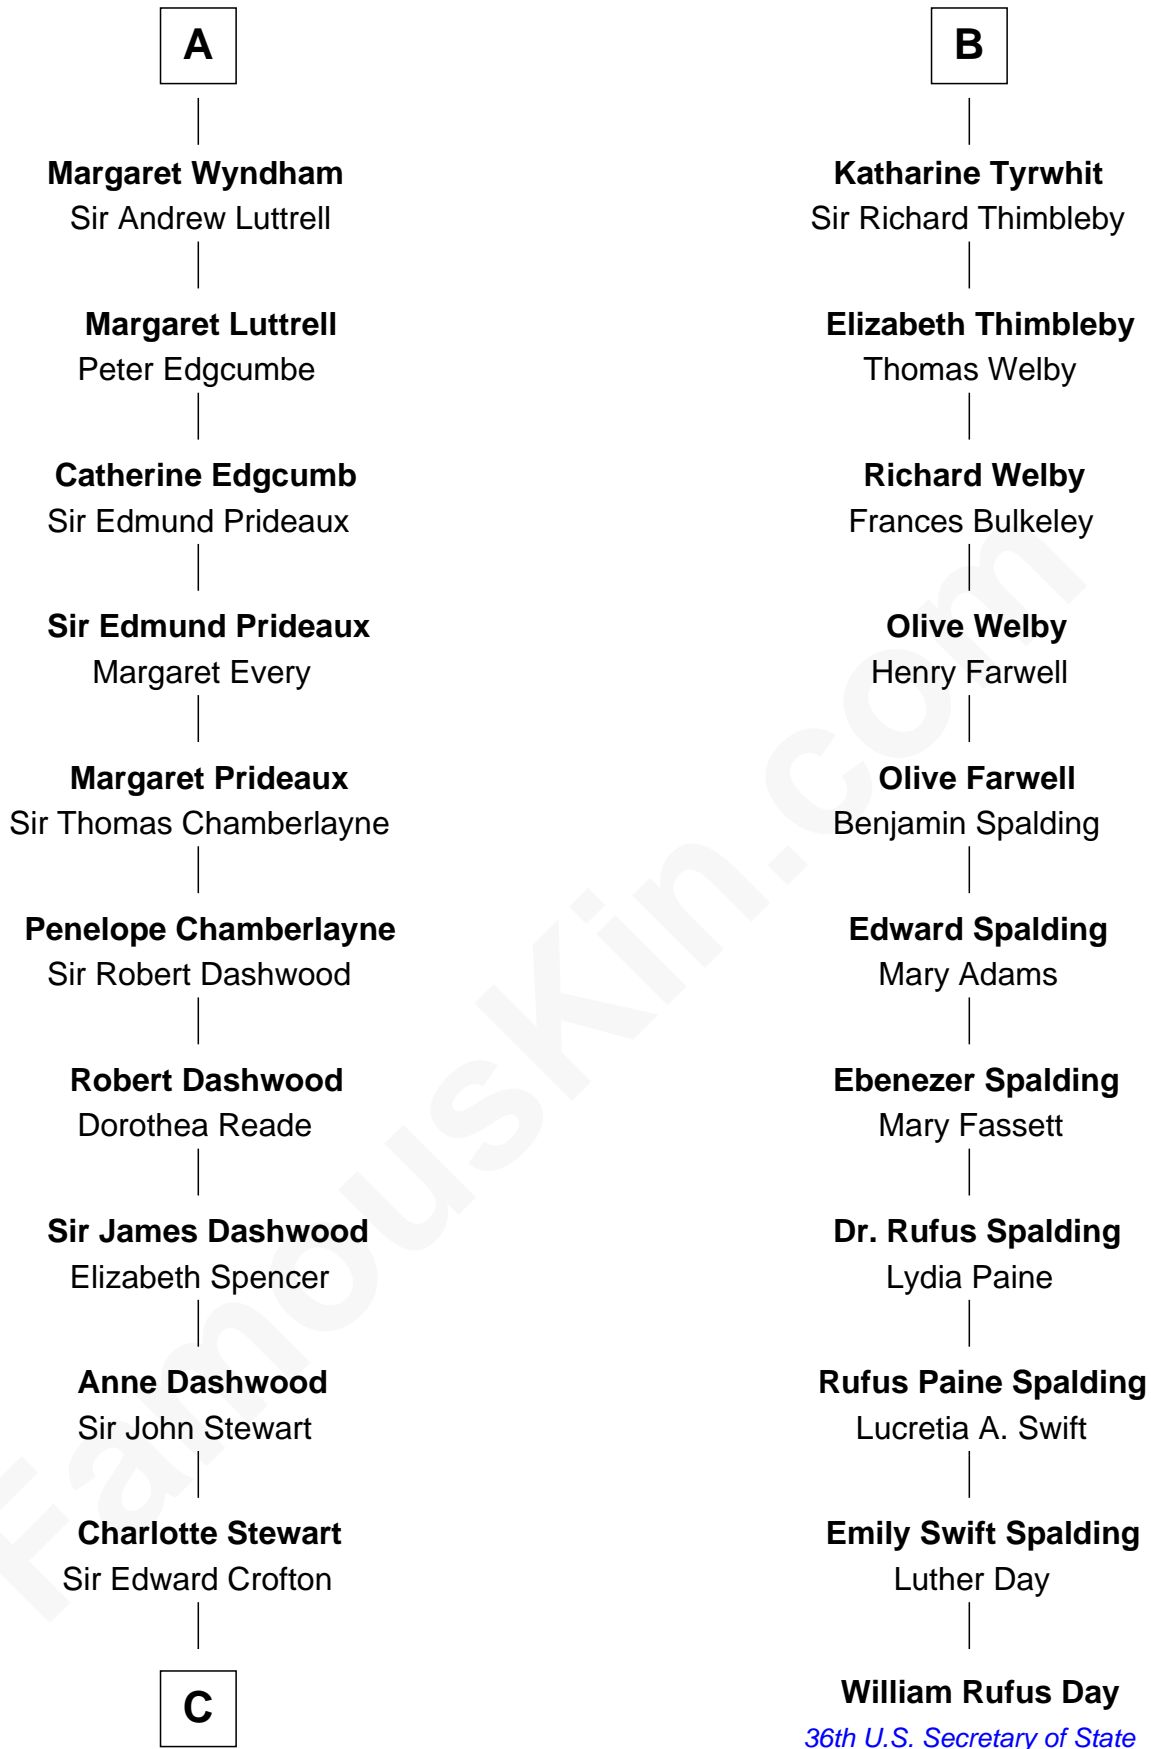 A
Margaret Wyndham
Sir Andrew Luttrell
Margaret Luttrell
Peter Edgcumbe
Catherine Edgcumb
Sir Edmund Prideaux
Sir Edmund Prideaux
Margaret Every
Margaret Prideaux
Sir Thomas Chamberlayne
Penelope Chamberlayne
Sir Robert Dashwood
Robert Dashwood
Dorothea Reade
Sir James Dashwood
Elizabeth Spencer
Anne Dashwood
Sir John Stewart
Charlotte Stewart
Sir Edward Crofton
C
B
Katharine Tyrwhit
Sir Richard Thimbleby
Elizabeth Thimbleby
Thomas Welby
Richard Welby
Frances Bulkeley
Olive Welby
Henry Farwell
Olive Farwell
Benjamin Spalding
Edward Spalding
Mary Adams
Ebenezer Spalding
Mary Fassett
Dr. Rufus Spalding
Lydia Paine
Rufus Paine Spalding
Lucretia A. Swift
Emily Swift Spalding
Luther Day
William Rufus Day
36th U.S. Secretary of State
FamousKin.com